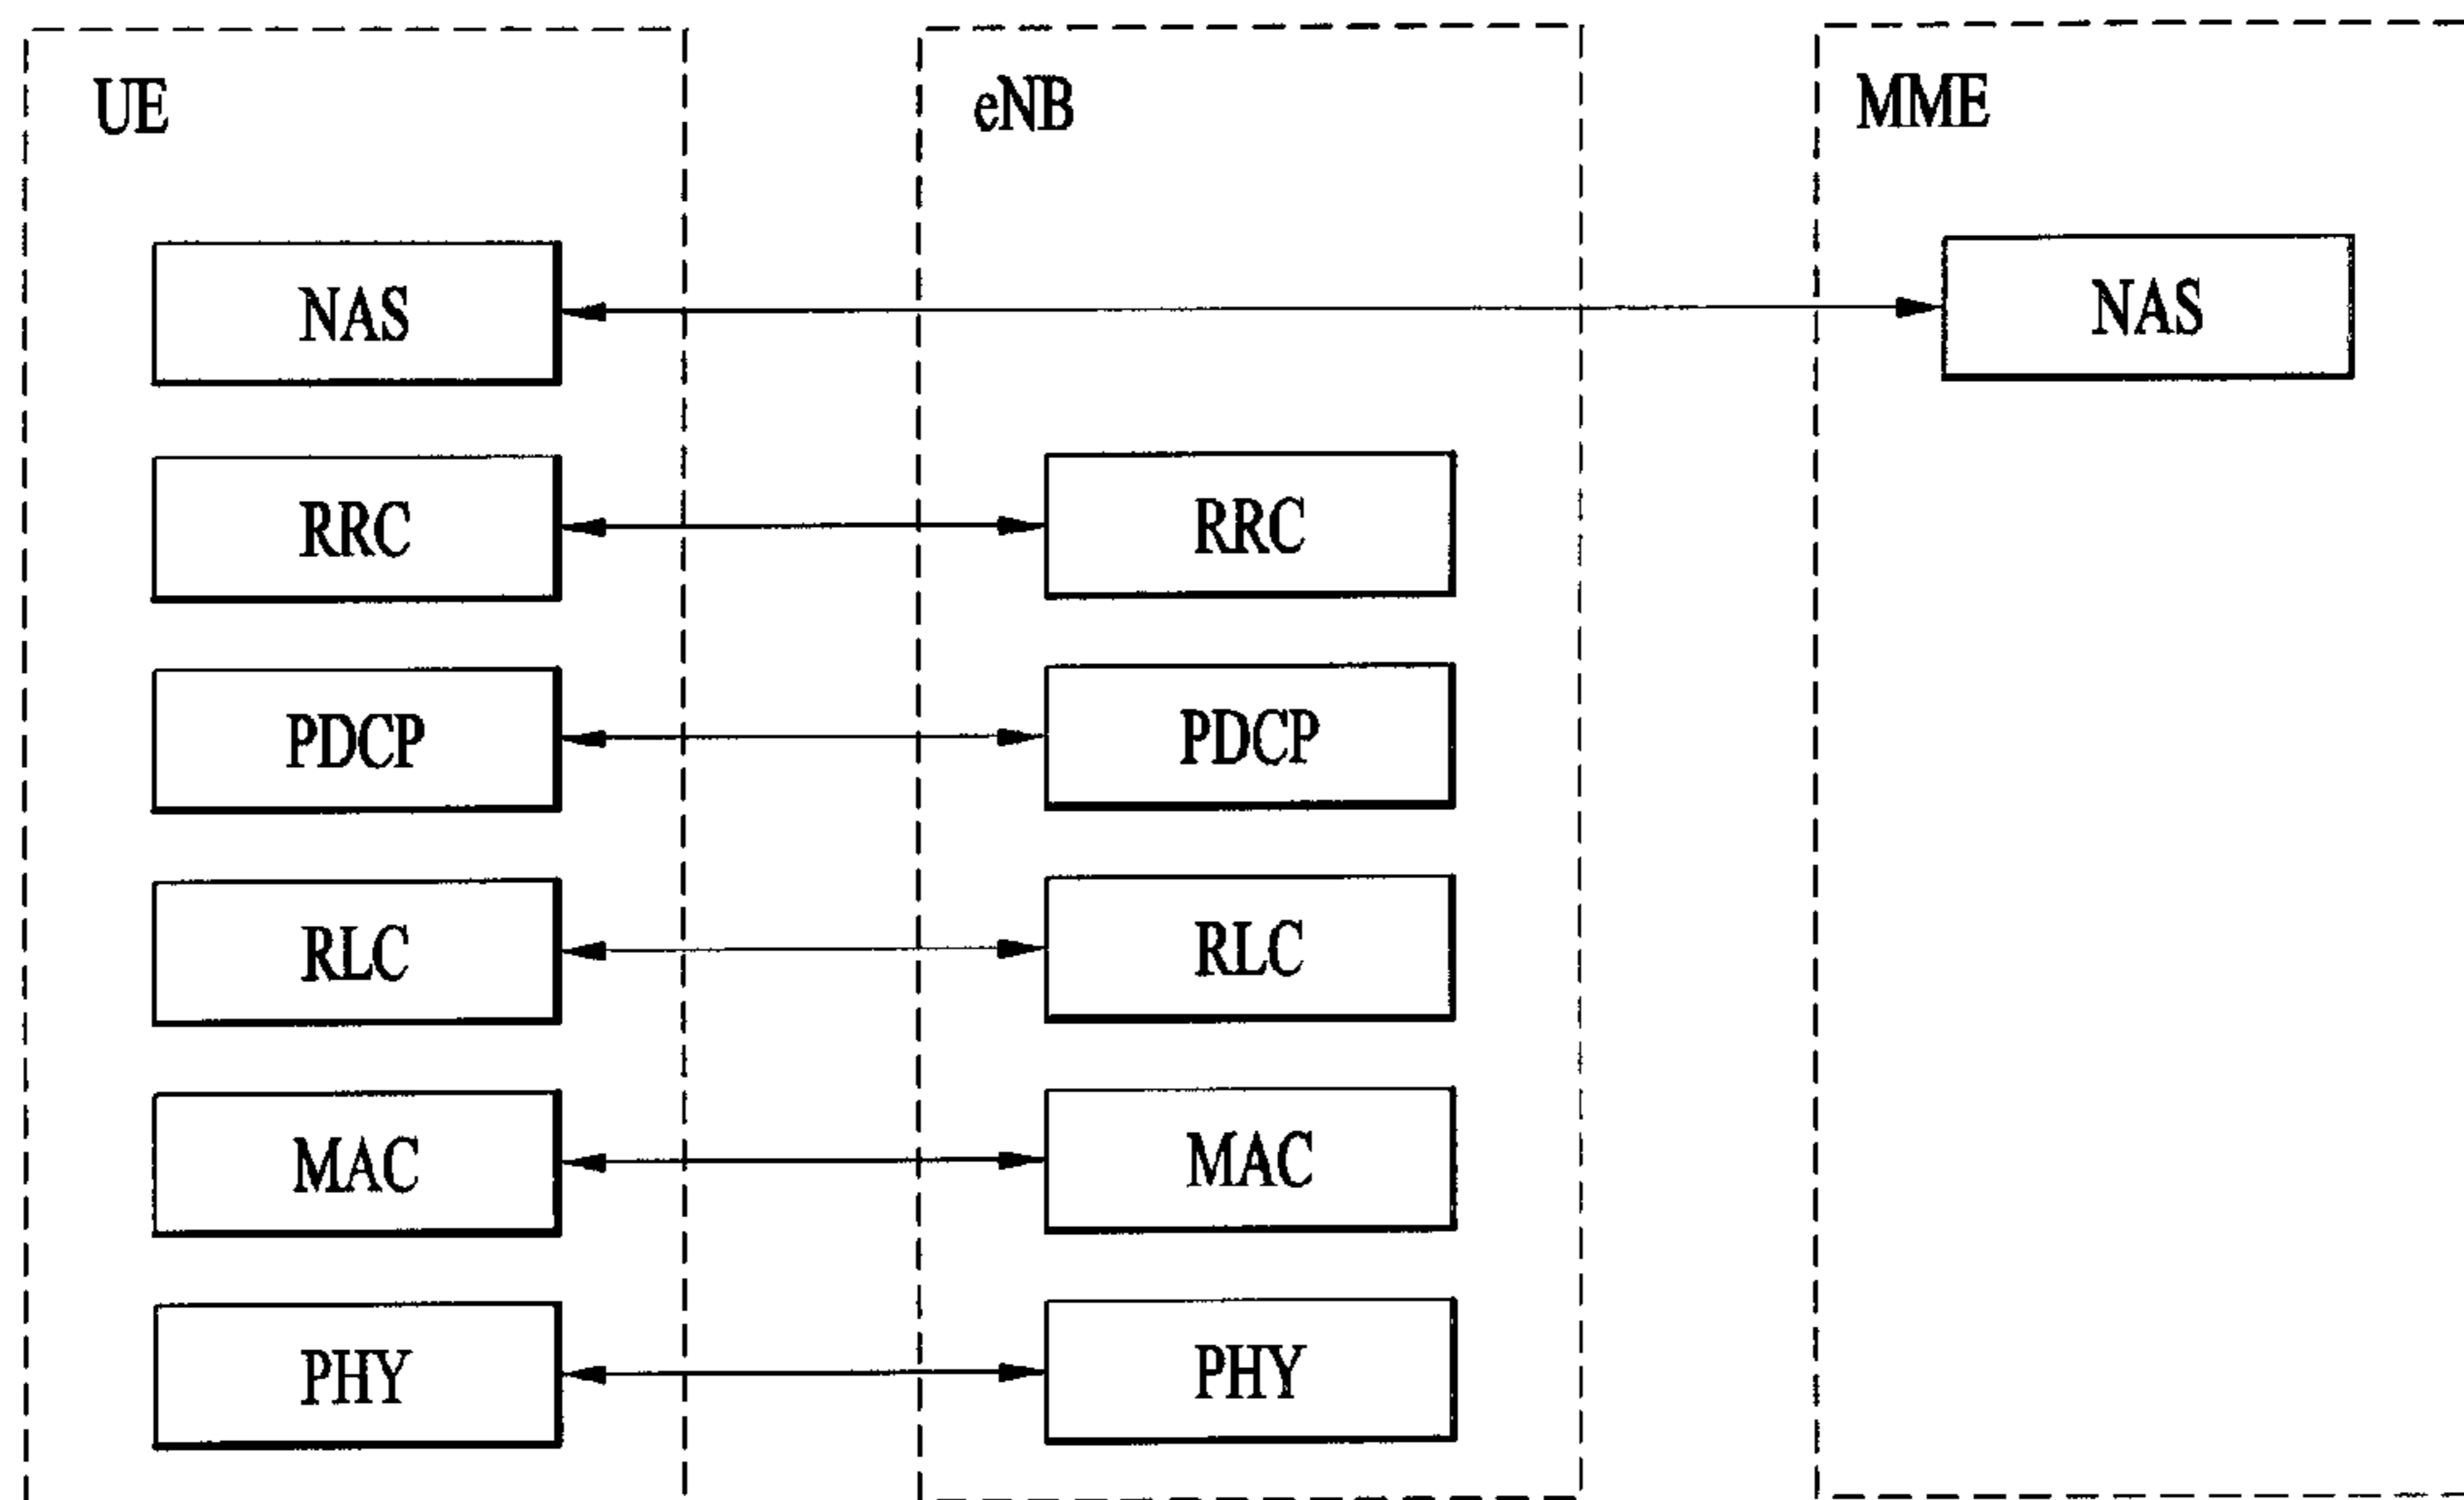 UE
eNB
MME
NAS
NAS
RRC
RRC
PDCP
PDCP
RLC
RLC
MAC
MAC
PHY
PHY